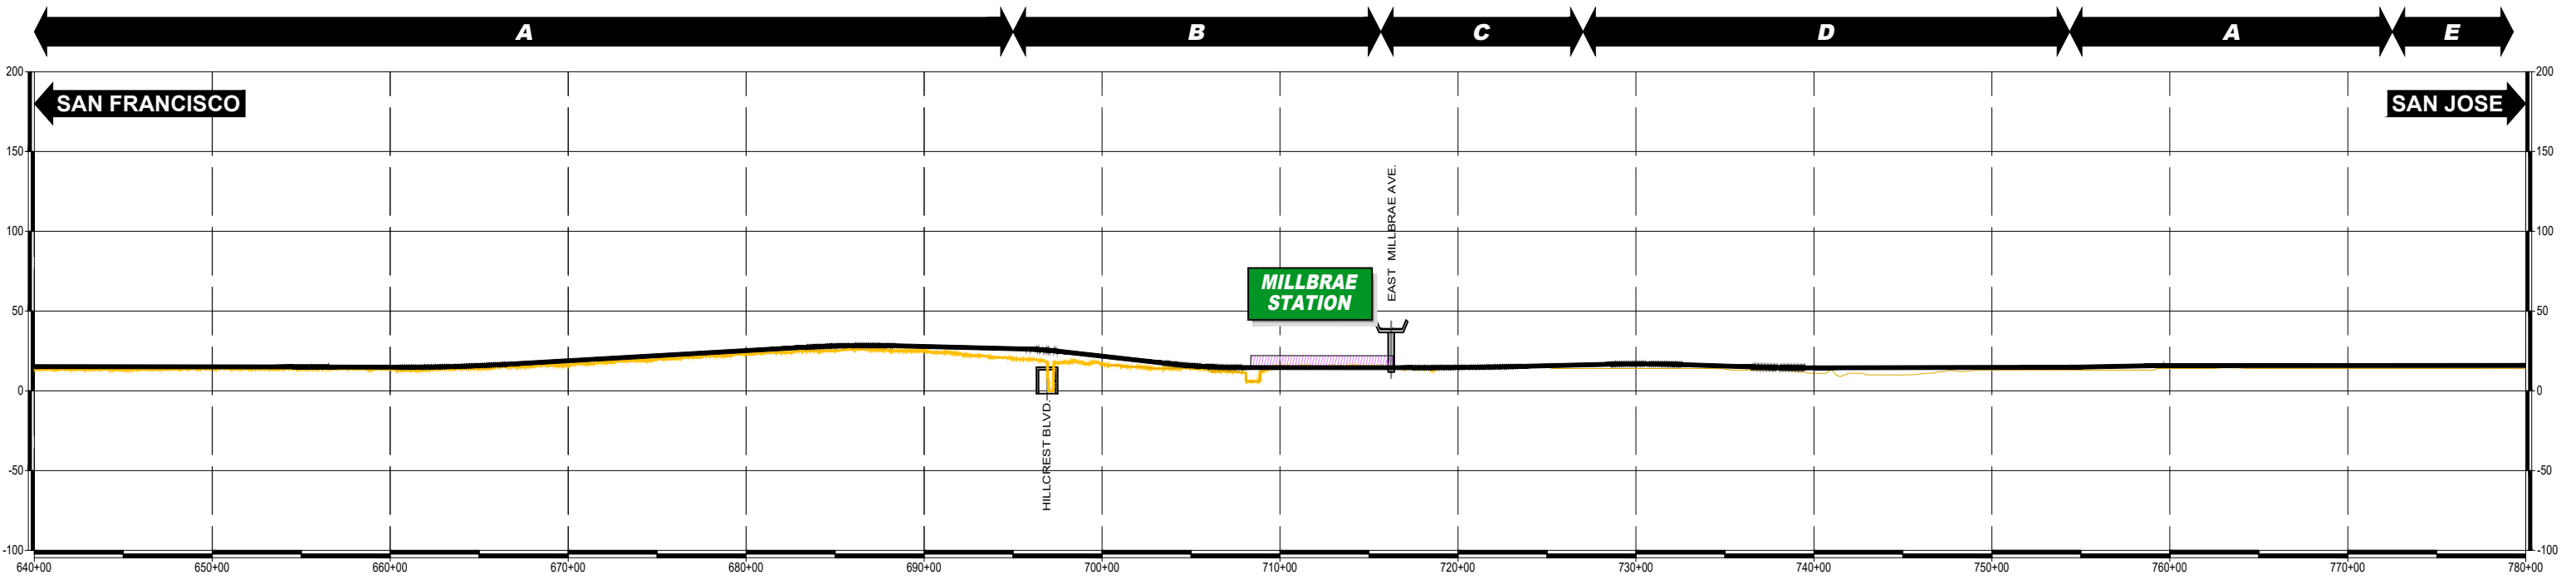 A B C D A E
200 200
SAN FRANCISCO SAN JOSE
150 150
EAST MILLBRAE AVE.
100 100
MILLBRAE
STATION
50 50
0 0
HILLCREST BLVD.
-50 -50
-100 -100
640+00 650+00 660+00 670+00 680+00 690+00 700+00 710+00 720+00 730+00 740+00 750+00 760+00 770+00 780+00